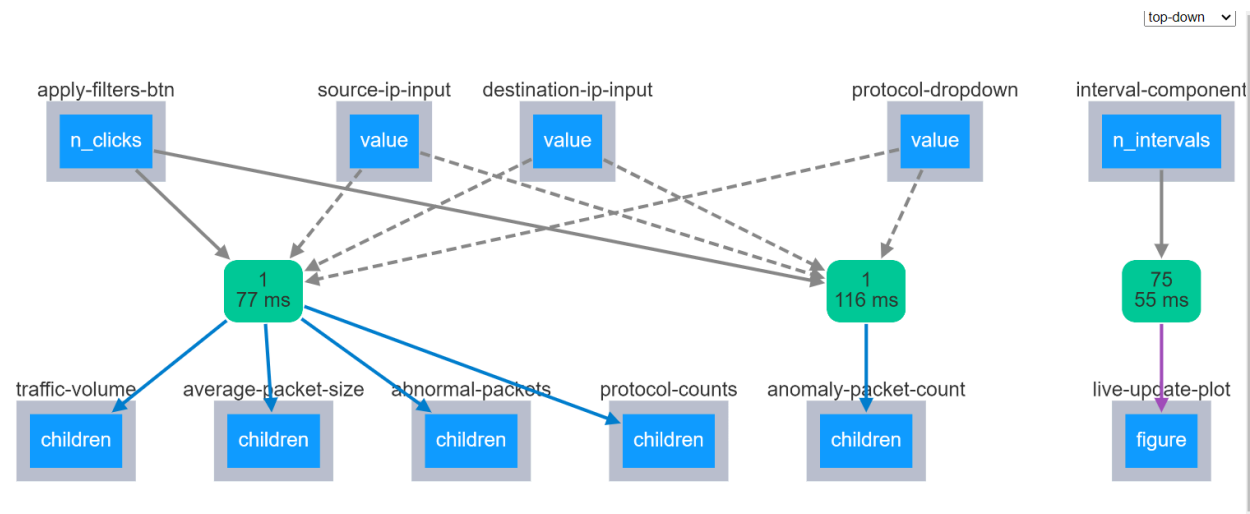 top-down
apply-filters-btn
source-ip-input
destination-ip-input
protocol-dropdown
interval-component
n_clicks
value
value
value
n_intervals
1
77 ms
1
116 ms
75
55 ms
traffic-volume
average-packet-size
abnormal-packets
protocol-counts
anomaly-packet-count
live-update-plot
children
children
children
children
children
figure